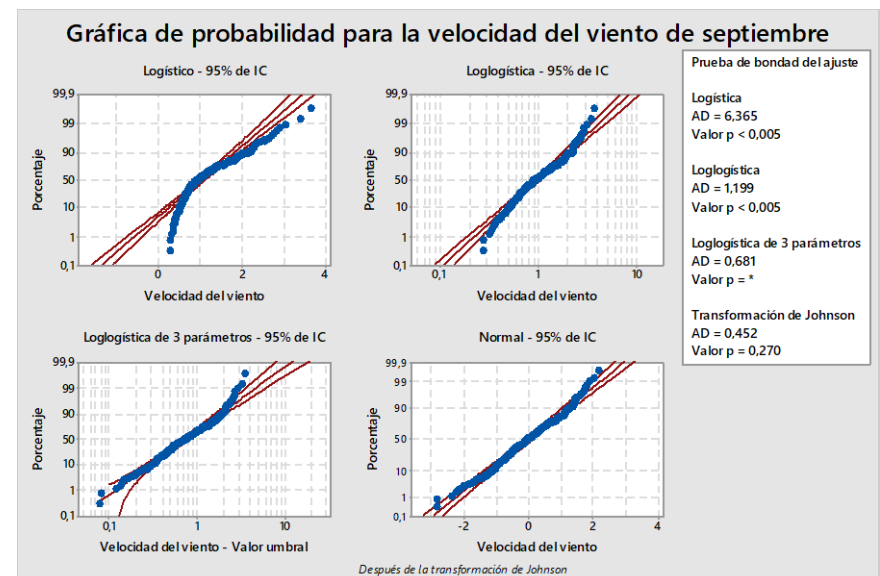 Gráfica de probabilidad para la velocidad del viento de septiembre
Logístico - 95% de IC
99,9
99
90
50
10
1
0,1
Porcentaje
0
2
4
Velocidad del viento
Loglogística - 95% de IC
99,9
99
90
50
10
1
0,1
Porcentaje
0,1
1
10
Velocidad del viento
Loglogística de 3 parámetros - 95% de IC
99,9
99
90
50
10
1
0,1
Porcentaje
0,1
1
10
Velocidad del viento - Valor umbral
Normal - 95% de IC
99,9
99
90
50
10
1
0,1
Porcentaje
-2
0
2
4
Velocidad del viento
Después de la transformación de Johnson
Prueba de bondad del ajuste
Logística
AD = 6,365
Valor p < 0,005
Loglogística
AD = 1,199
Valor p < 0,005
Loglogística de 3 parámetros
AD = 0,681
Valor p = *
Transformación de Johnson
AD = 0,452
Valor p = 0,270